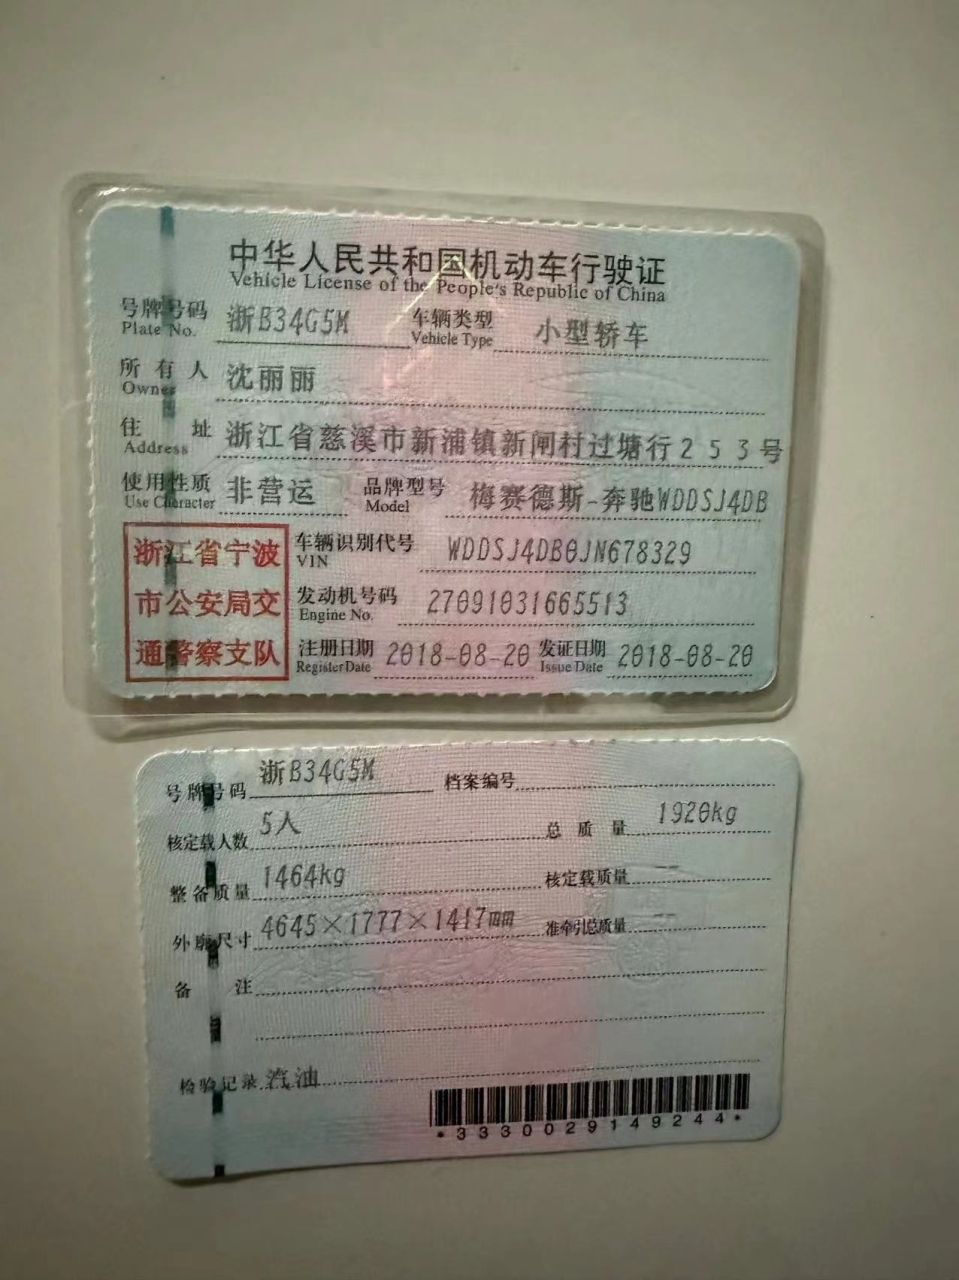 中华人民共和国机动车行驶证
Vehicle License of the People's Republic of China
号牌号码 浙B34G5M 车辆类型 小型轿车
Plate No. Vehicle Type
所有人 沈丽丽
Owner
住址 浙江省慈溪市新浦镇新闸村过塘行253号
Address
使用性质 非营运 品牌型号 梅赛德斯-奔驰WDDSJ4DB
Use Character Model
浙江省宁波
市公安局交
通警察支队
车辆识别代号 WDDSJ4DB0JN678329
VIN
发动机号码 27091031665513
Engine No.
注册日期 2018-08-20 发证日期 2018-08-20
Register Date Issue Date
号牌号码 浙B34G5M 档案编号
核定载人数 5人 总质量 1920kg
整备质量 1464kg 核定载质量 --
外廓尺寸 4645×1777×1417mm 准牵引总质量 --
备注
检验记录 汽油
*3330029149244*